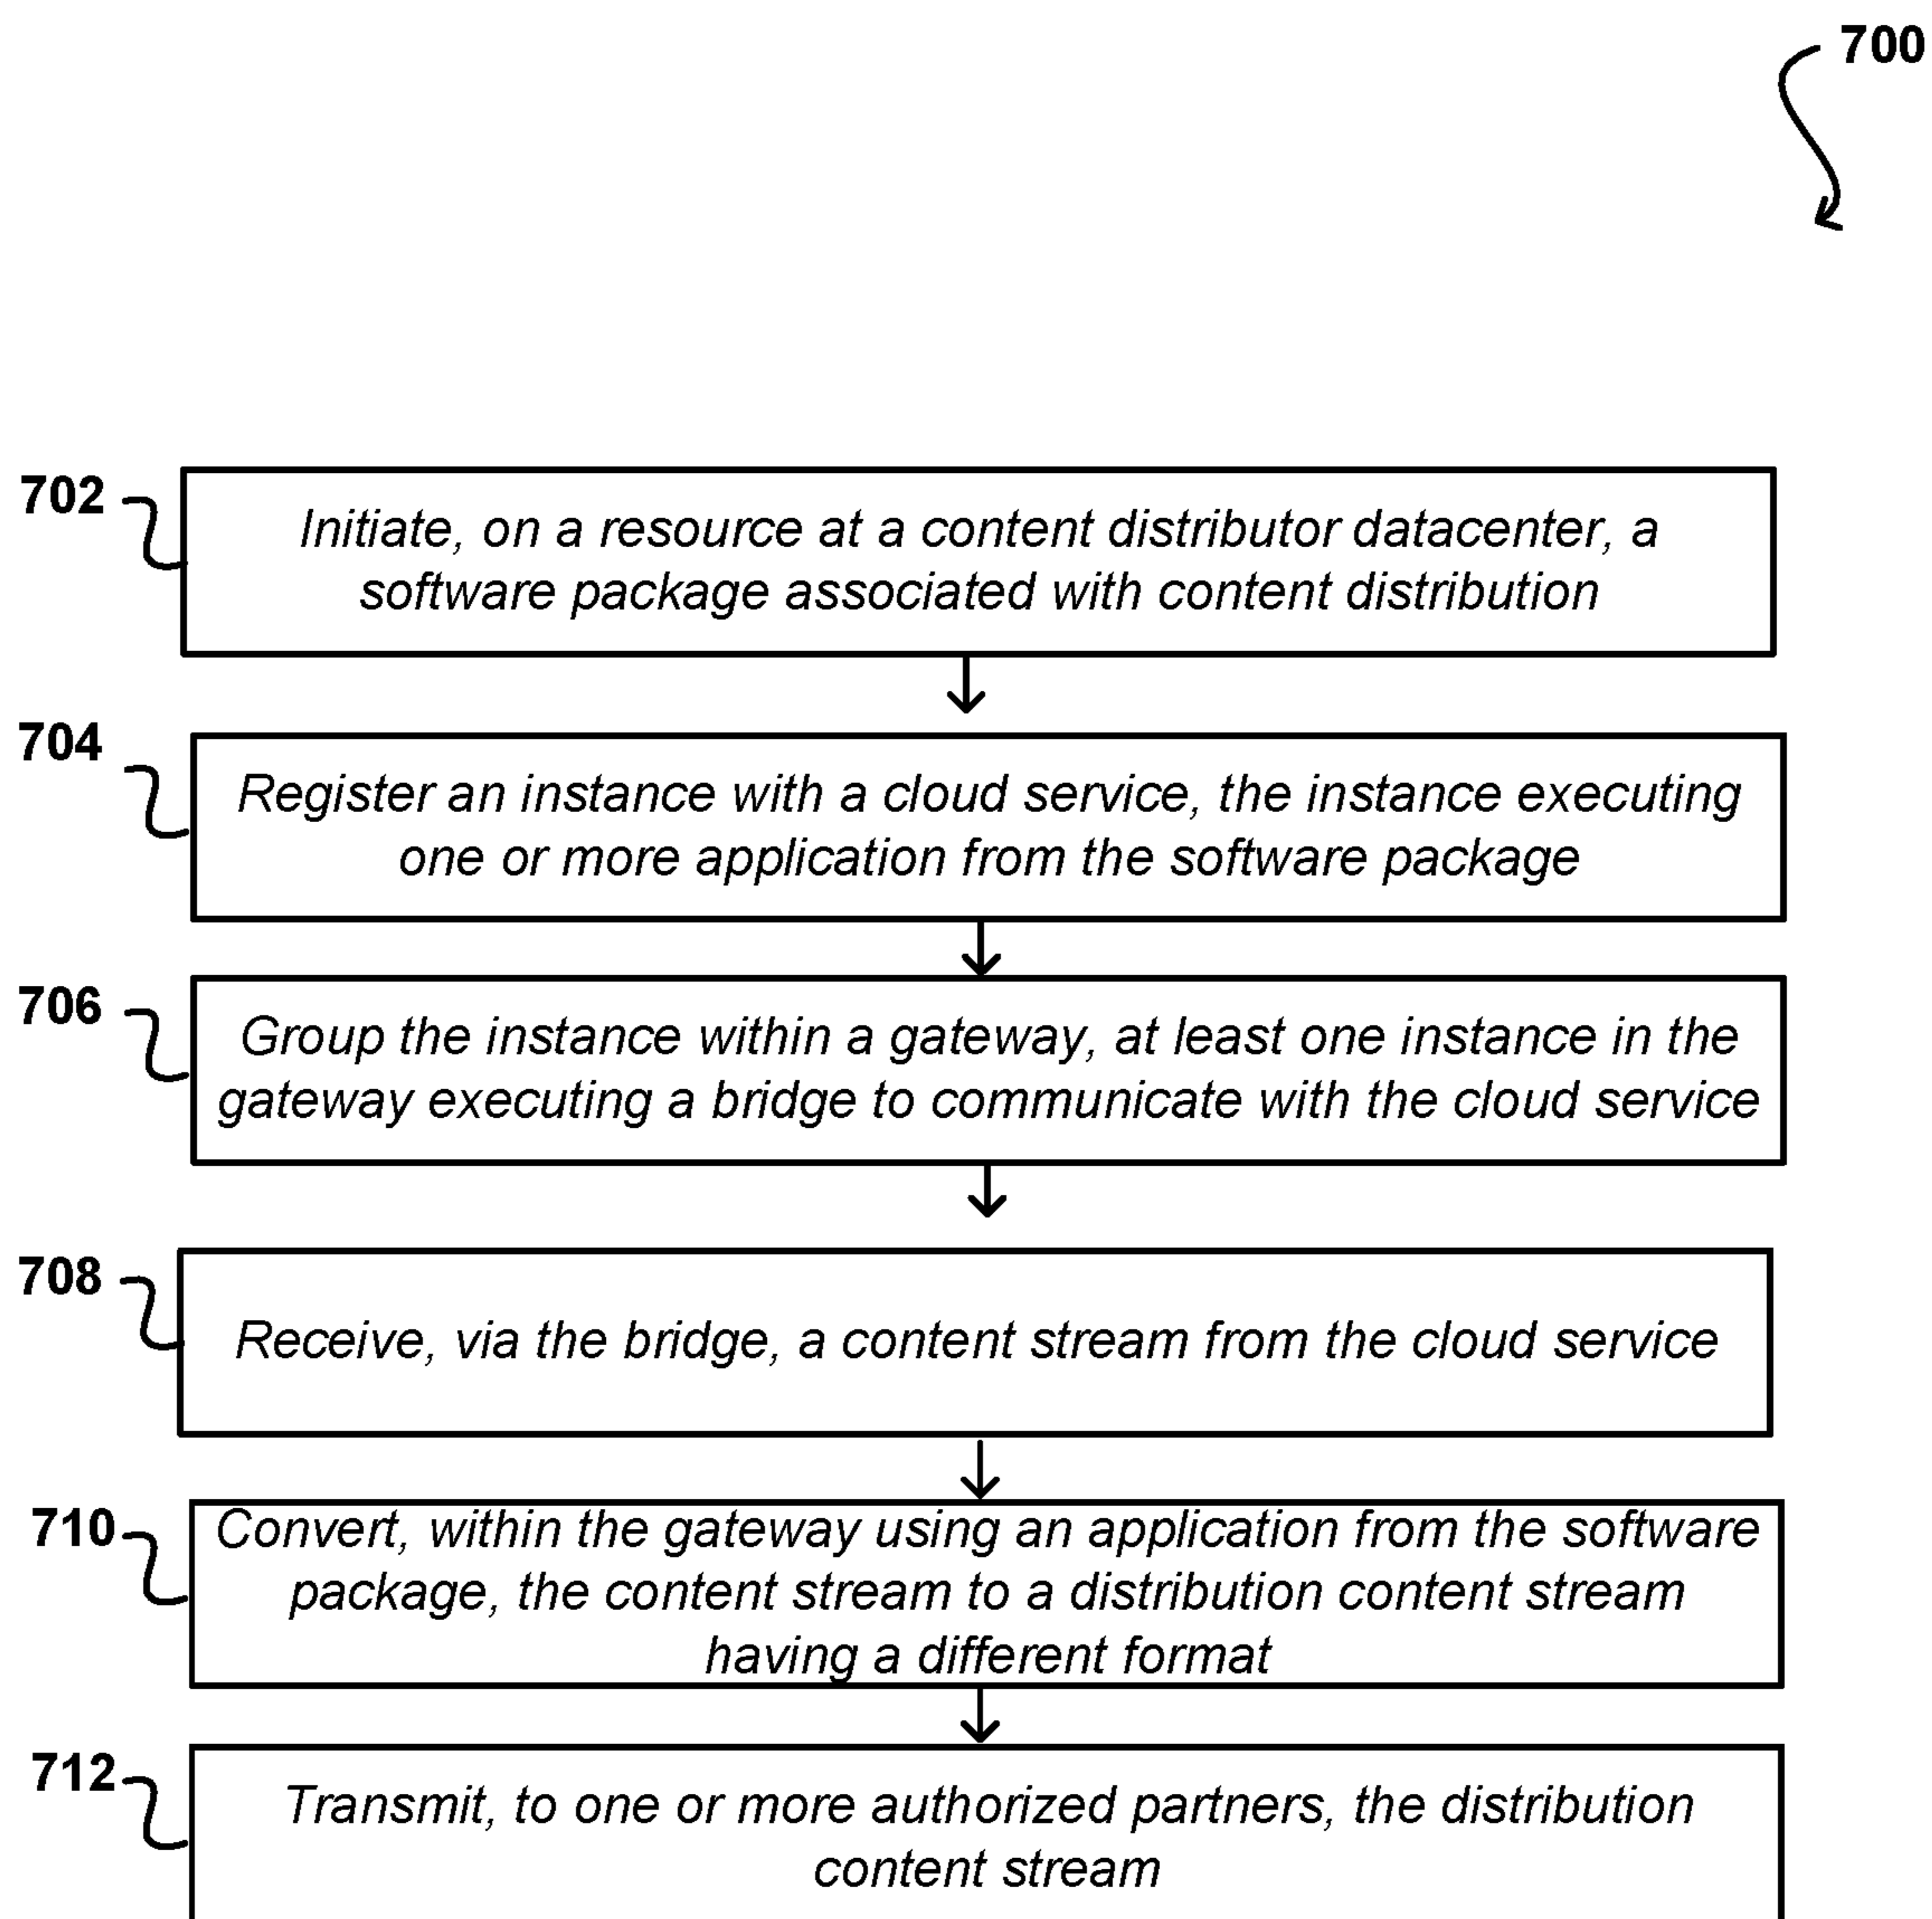 700
702
Initiate, on a resource at a content distributor datacenter, a
software package associated with content distribution
704
Register an instance with a cloud service, the instance executing
one or more application from the software package
706
Group the instance within a gateway, at least one instance in the
gateway executing a bridge to communicate with the cloud service
708
Receive, via the bridge, a content stream from the cloud service
710
Convert, within the gateway using an application from the software
package, the content stream to a distribution content stream
having a different format
712
Transmit, to one or more authorized partners, the distribution
content stream